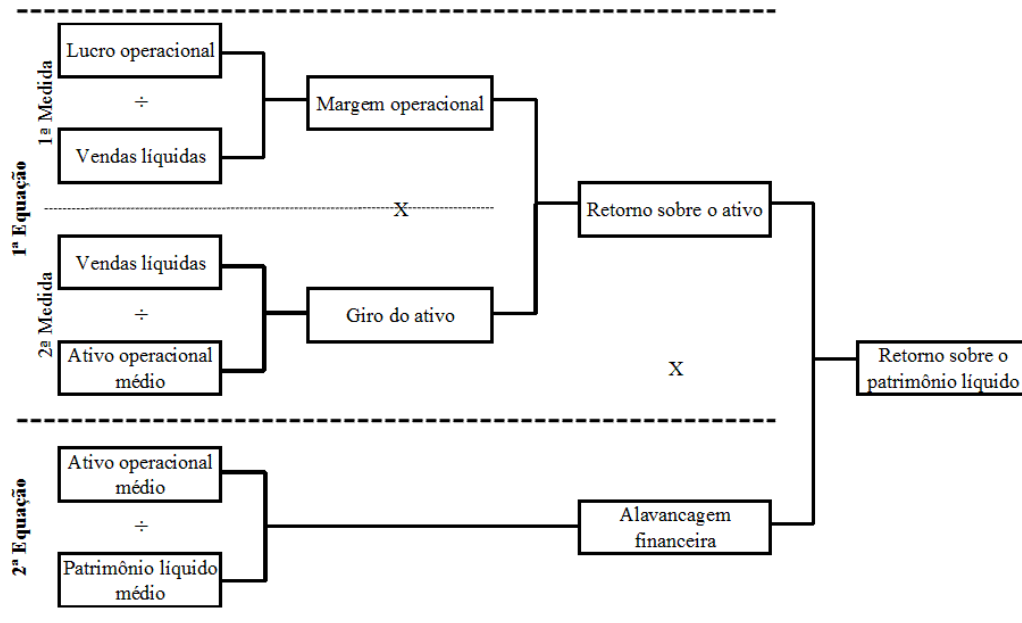 1ª Equação
1ª Medida
Lucro operacional
÷
Vendas líquidas
Margem operacional
X
2ª Medida
Vendas líquidas
÷
Ativo operacional
médio
Giro do ativo
Retorno sobre o ativo
X
Retorno sobre o
patrimônio líquido
2ª Equação
Ativo operacional
médio
÷
Patrimônio líquido
médio
Alavancagem
financeira